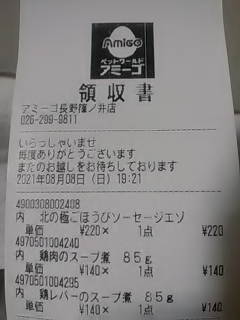 Amigo
ペットワールド
アミーゴ
領収書
アミーゴ長野篠ノ井店
026-299-9811
いらっしゃいませ
毎度ありがとうございます
またのお越しをお待ちしております
2021年08月08日(日)19:21
4900308002408
内 北の極ごほうびソーセージエゾ
単価 ¥220× 1点 ¥220
4970501004240
内 鶏肉のスープ煮 85g
単価 ¥140× 1点 ¥140
4970501004295
内 鶏レバーのスープ煮 85g
単価 ¥140× 1点 ¥140